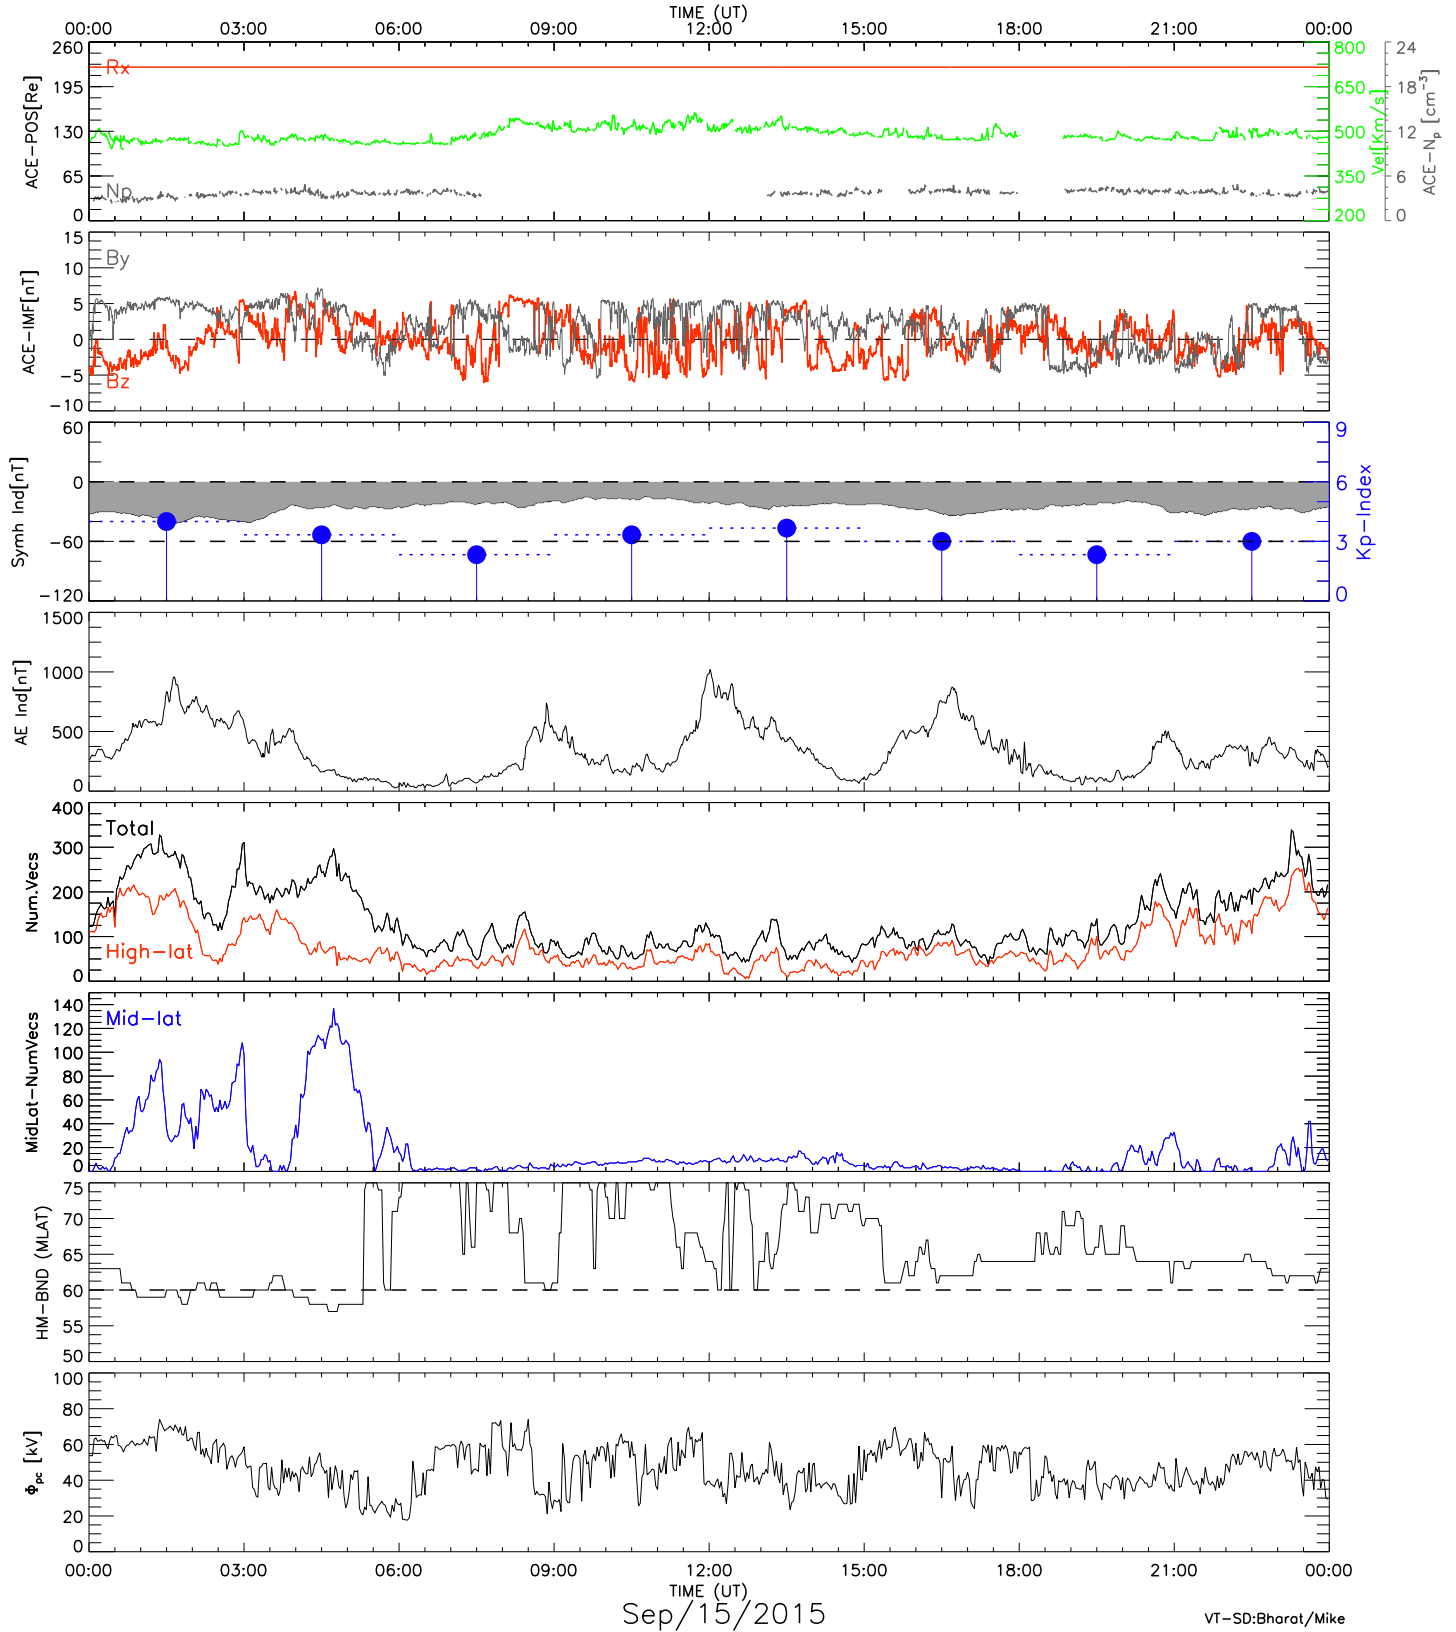 TIME (UT)
00:00 03:00 06:00 09:00 12:00 15:00 18:00 21:00 00:00
ACE-POS[Re]
260
195
130
65
0
Rx
Np
800
650
500
350
200
Vel[Km/s]
24
18
12
6
0
ACE-Np [cm-3]
ACE-IMF[nT]
15
10
5
0
-5
-10
By
Bz
Symh Ind[nT]
60
0
-60
-120
9
6
3
0
Kp-Index
AE Ind[nT]
1500
1000
500
0
Num.Vecs
400
300
200
100
0
Total
High-lat
MidLat-NumVecs
140
120
100
80
60
40
20
0
Mid-lat
HM-BND (MLAT)
75
70
65
60
55
50
Φpc [kV]
100
80
60
40
20
0
00:00 03:00 06:00 09:00 12:00 15:00 18:00 21:00 00:00
TIME (UT)
Sep/15/2015
VT-SD:Bharat/Mike